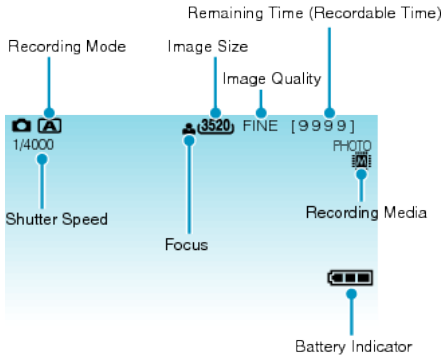 Remaining Time (Recordable Time)
Recording Mode
Image Size
Image Quality
A
3520
FINE
[9999]
1/4000
PHOTO
M
Shutter Speed
Focus
Recording Media
Battery Indicator